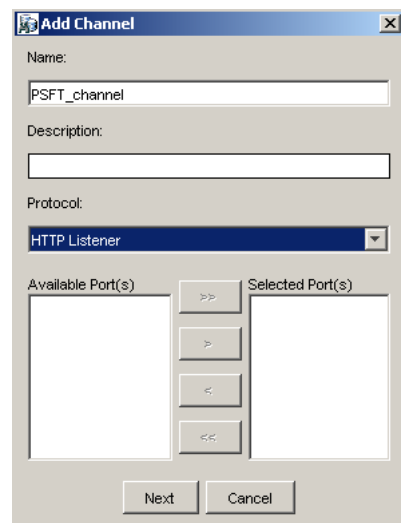 Add Channel
Name:
PSFT_channel
Description:
Protocol:
HTTP Listener
Available Port(s) Selected Port(s)
>>
>
<
<<
Next Cancel